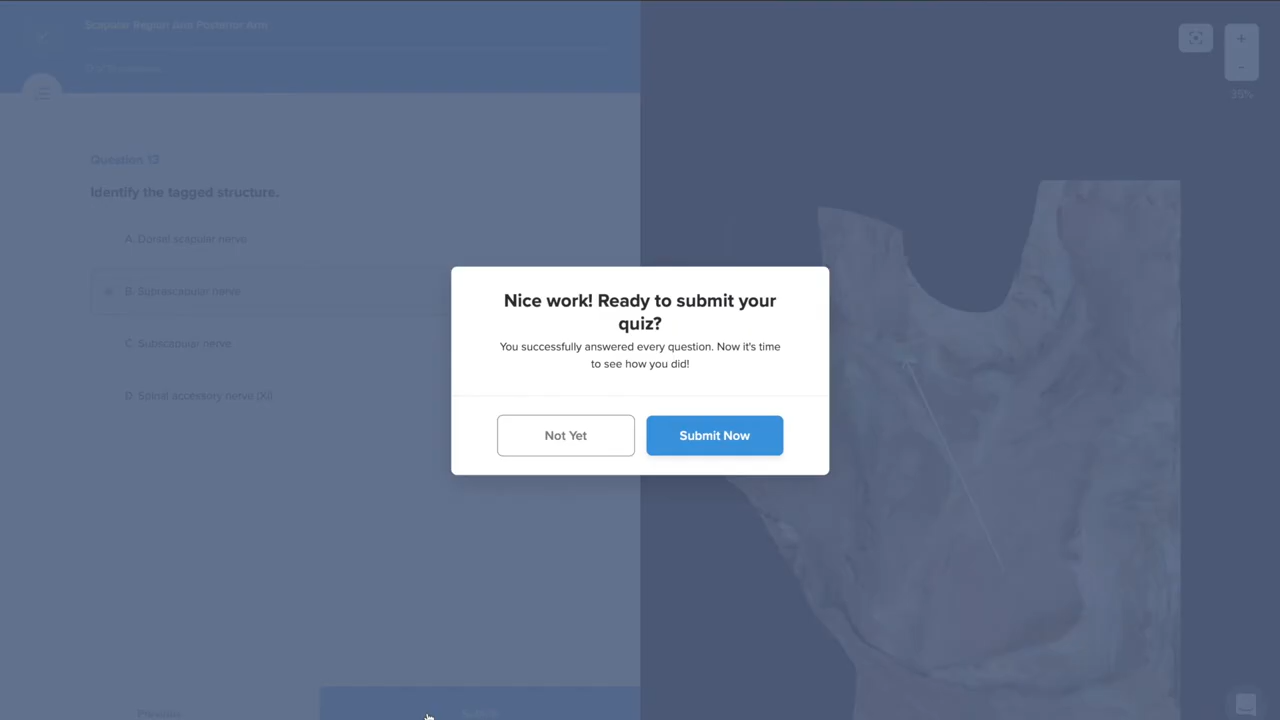 Scapular Region and Posterior Arm
35%
Question 13
Identify the tagged structure.
A. Dorsal scapular nerve
B. Suprascapular nerve
C. Subscapular nerve
D. Spinal accessory nerve (XI)
Nice work! Ready to submit your
quiz?
You successfully answered every question. Now it's time
to see how you did!
Not Yet
Submit Now
Previous
Submit